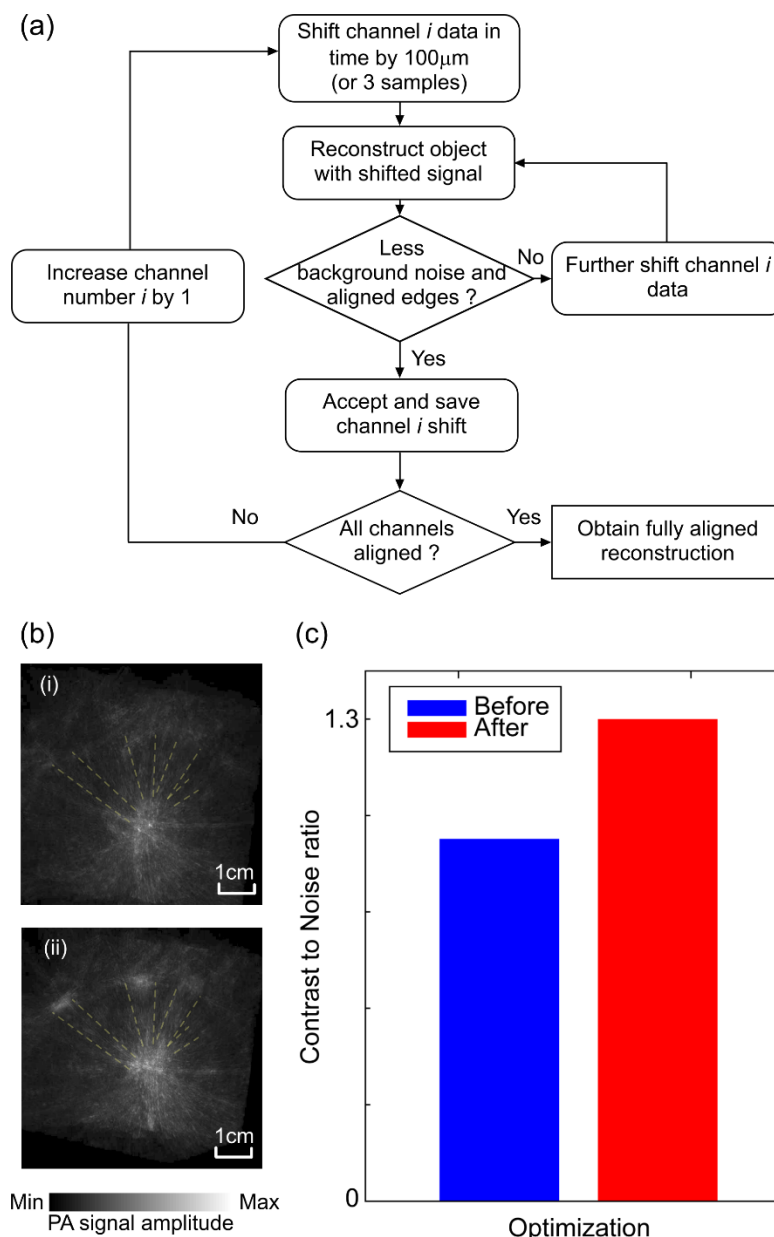 (a)
Shift channel i data in
time by 100μm
(or 3 samples)
Reconstruct object
with shifted signal
Less
background noise and
aligned edges ?
No
Further shift channel i
data
Increase channel
number i by 1
Yes
Accept and save
channel i shift
No
All channels
aligned ?
Yes
Obtain fully aligned
reconstruction
(b)
(i)
1cm
(ii)
1cm
Min
Max
PA signal amplitude
(c)
Before
After
1.3
0
Contrast to Noise ratio
Optimization